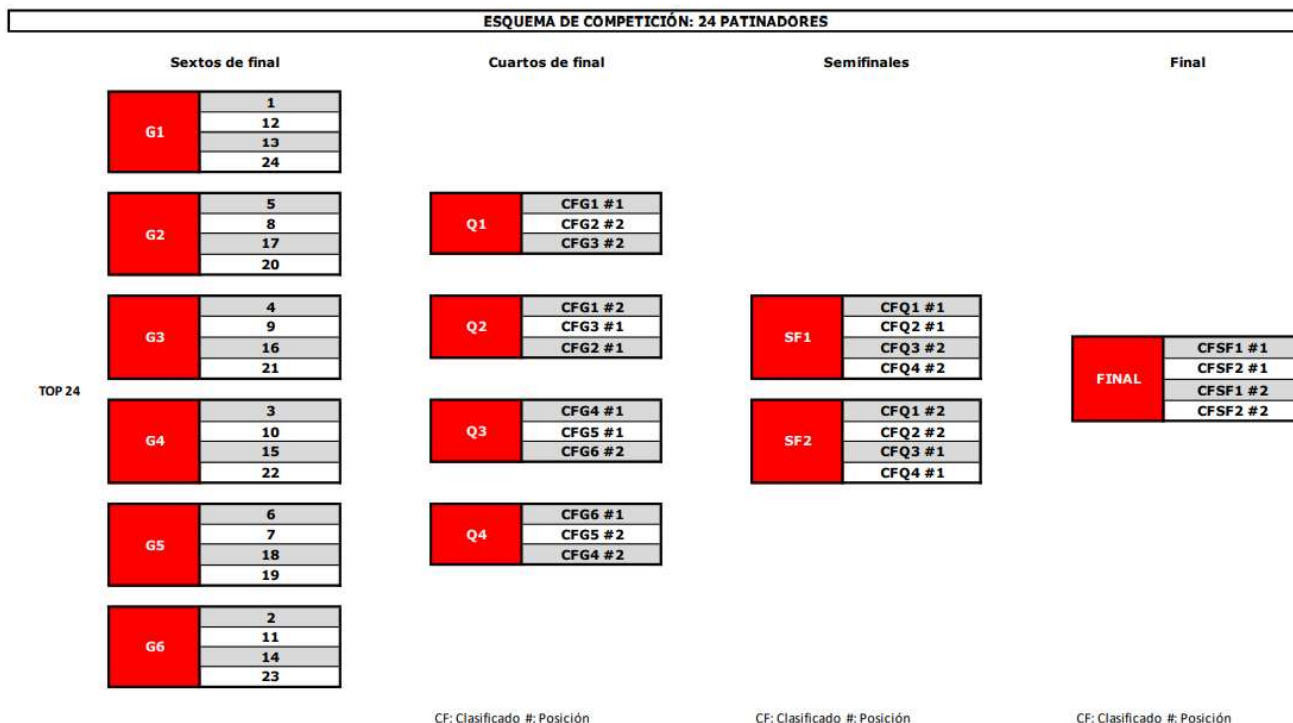 ESQUEMA DE COMPETICIÓN: 24 PATINADORES
Sextos de final
Cuartos de final
Semifinales
Final
TOP 24
G1
1
12
13
24
G2
5
8
17
20
G3
4
9
16
21
G4
3
10
15
22
G5
6
7
18
19
G6
2
11
14
23
Q1
CFG1 #1
CFG2 #2
CFG3 #2
Q2
CFG1 #2
CFG3 #1
CFG2 #1
Q3
CFG4 #1
CFG5 #1
CFG6 #2
Q4
CFG6 #1
CFG5 #2
CFG4 #2
CF: Clasificado #: Posición
SF1
CFQ1 #1
CFQ2 #1
CFQ3 #2
CFQ4 #2
SF2
CFQ1 #2
CFQ2 #2
CFQ3 #1
CFQ4 #1
CF: Clasificado #: Posición
FINAL
CFSF1 #1
CFSF2 #1
CFSF1 #2
CFSF2 #2
CF: Clasificado #: Posición